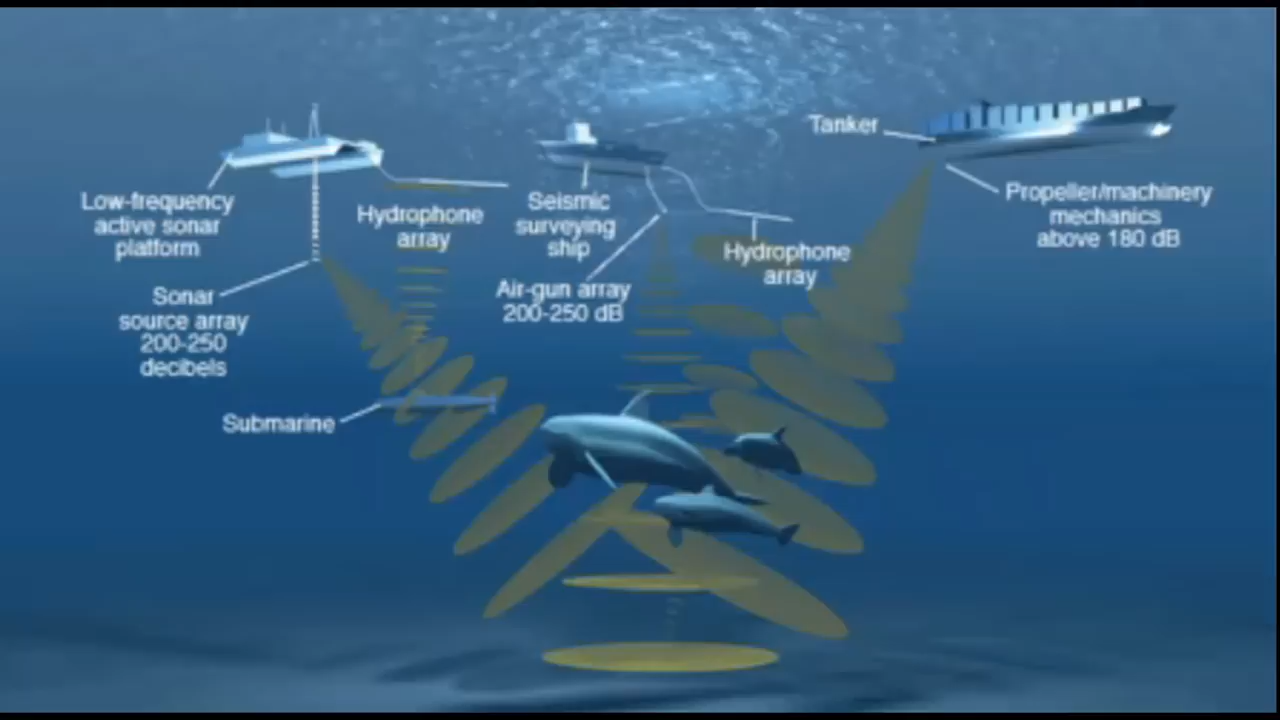 Low-frequency
active sonar
platform
Sonar
source array
200-250
decibels
Submarine
Hydrophone
array
Seismic
surveying
ship
Air-gun array
200-250 dB
Hydrophone
array
Tanker
Propeller/machinery
mechanics
above 180 dB